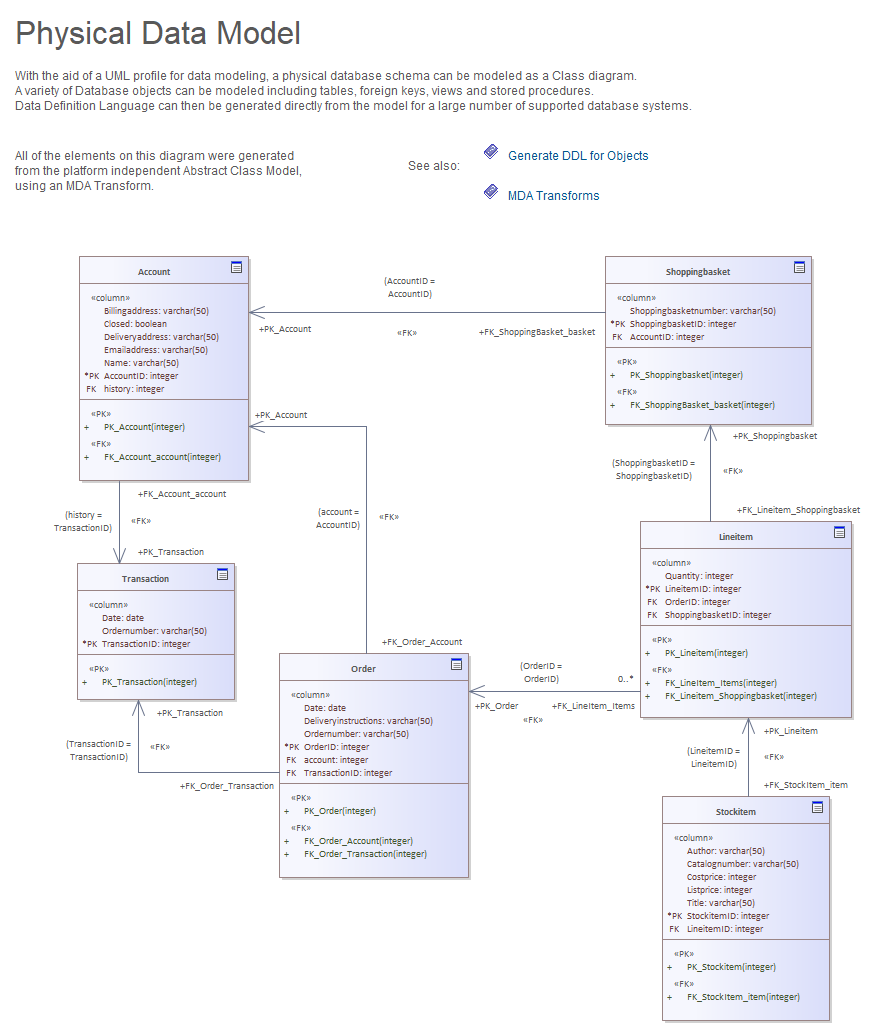 Physical Data Model
With the aid of a UML profile for data modeling, a physical database schema can be modeled as a Class diagram.
A variety of Database objects can be modeled including tables, foreign keys, views and stored procedures.
Data Definition Language can then be generated directly from the model for a large number of supported database systems.
All of the elements on this diagram were generated
from the platform independent Abstract Class Model,
using an MDA Transform.
See also:
Generate DDL for Objects
MDA Transforms
Account
«column»
Billingaddress: varchar(50)
Closed: boolean
Deliveryaddress: varchar(50)
Emailaddress: varchar(50)
Name: varchar(50)
*PK AccountID: integer
FK history: integer
«PK»
+ PK_Account(integer)
«FK»
+ FK_Account_account(integer)
(AccountID =
AccountID)
+PK_Account
«FK»
+FK_ShoppingBasket_basket
Shoppingbasket
«column»
Shoppingbasketnumber: varchar(50)
*PK ShoppingbasketID: integer
FK AccountID: integer
«PK»
+ PK_Shoppingbasket(integer)
«FK»
+ FK_ShoppingBasket_basket(integer)
+PK_Account
(account =
AccountID)
«FK»
+FK_Order_Account
+PK_Shoppingbasket
(ShoppingbasketID =
ShoppingbasketID)
«FK»
+FK_Lineitem_Shoppingbasket
+FK_Account_account
(history =
TransactionID)
«FK»
+PK_Transaction
Transaction
«column»
Date: date
Ordernumber: varchar(50)
*PK TransactionID: integer
«PK»
+ PK_Transaction(integer)
Lineitem
«column»
Quantity: integer
*PK LineitemID: integer
FK OrderID: integer
FK ShoppingbasketID: integer
«PK»
+ PK_Lineitem(integer)
«FK»
+ FK_LineItem_Items(integer)
+ FK_Lineitem_Shoppingbasket(integer)
Order
«column»
Date: date
Deliveryinstructions: varchar(50)
Ordernumber: varchar(50)
*PK OrderID: integer
FK account: integer
FK TransactionID: integer
«PK»
+ PK_Order(integer)
«FK»
+ FK_Order_Account(integer)
+ FK_Order_Transaction(integer)
(OrderID =
OrderID)
0..*
+PK_Order
+FK_LineItem_Items
«FK»
+PK_Transaction
(TransactionID =
TransactionID)
«FK»
+FK_Order_Transaction
+PK_Lineitem
(LineitemID =
LineitemID)
«FK»
+FK_StockItem_item
Stockitem
«column»
Author: varchar(50)
Catalognumber: varchar(50)
Costprice: integer
Listprice: integer
Title: varchar(50)
*PK StockitemID: integer
FK LineitemID: integer
«PK»
+ PK_Stockitem(integer)
«FK»
+ FK_StockItem_item(integer)